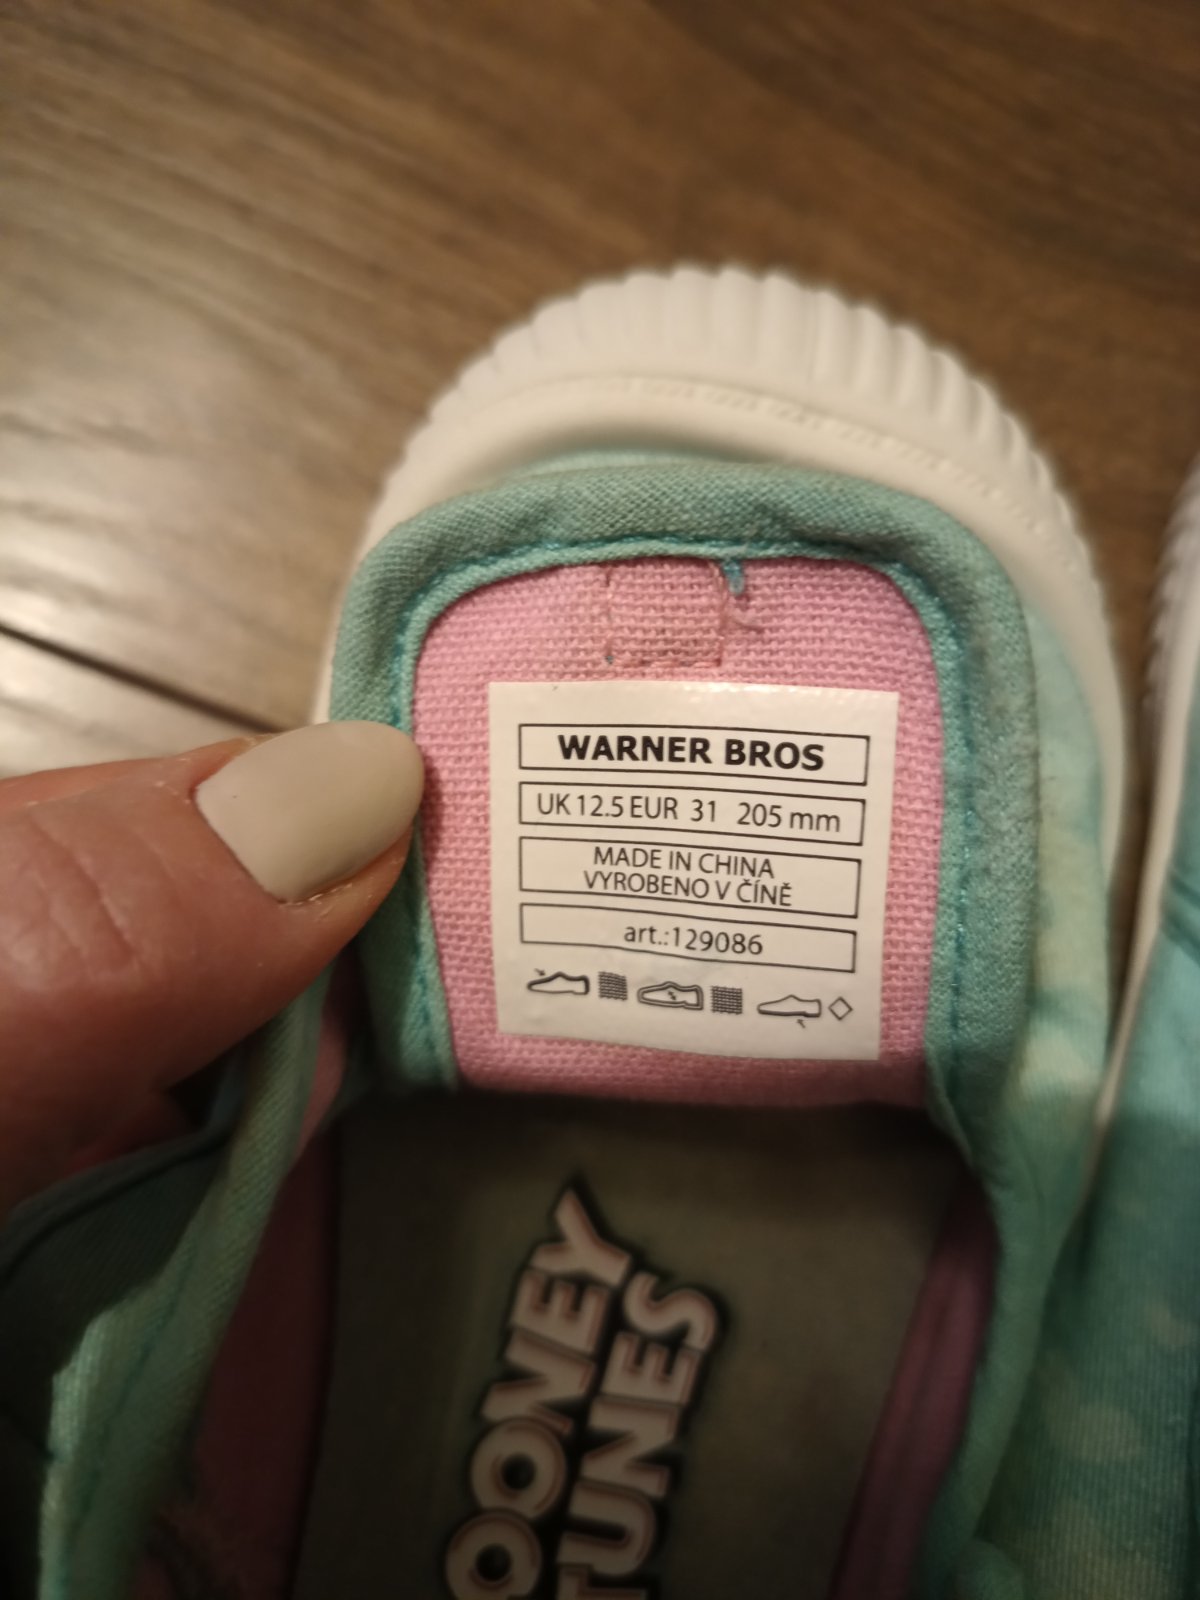 WARNER BROS
UK 12.5 EUR 31 205 mm
MADE IN CHINA
VYROBENO V ČÍNĚ
art.:129086
LOONEY
TUNES